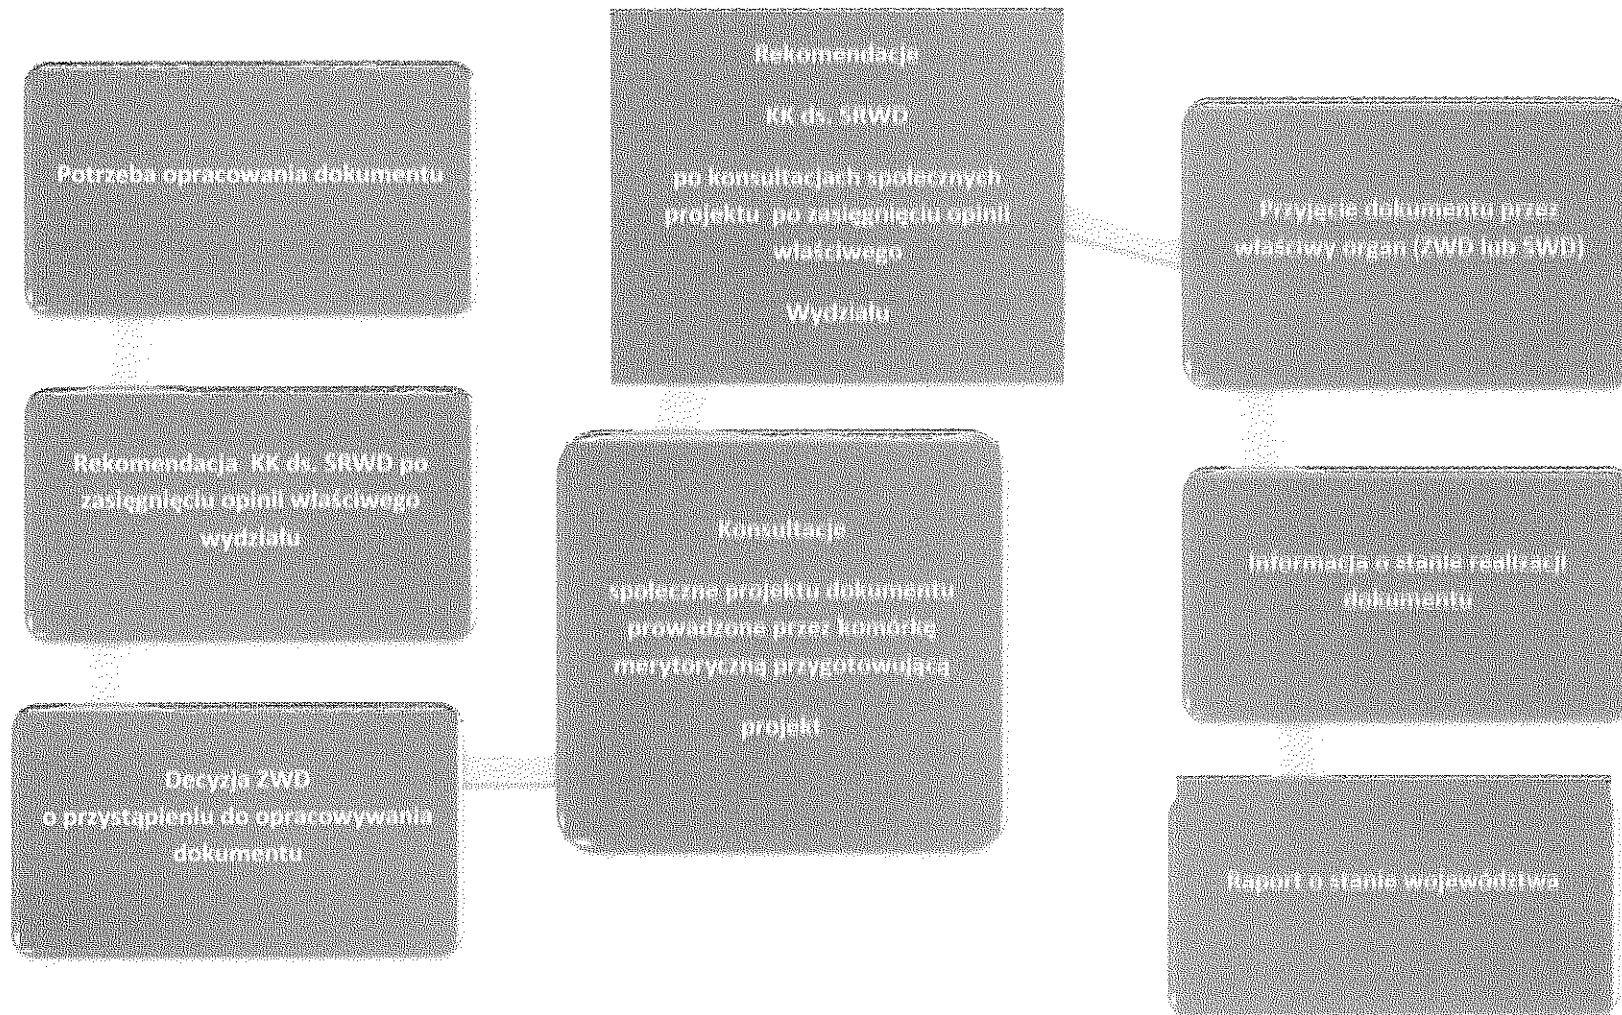 Potrzeba opracowania dokumentu
Rekomendacja KK ds. SRWD po
zasięgnięciu opinii właściwego
wydziału
Decyzja ZWD
o przystąpieniu do opracowywania
dokumentu
Konsultacje
społeczne projektu dokumentu
prowadzone przez komórkę
merytoryczną przygotowującą
projekt
Rekomendacje
KK ds. SRWD
po konsultacjach społecznych
projektu po zasięgnięciu opinii
właściwego
Wydziału
Przyjęcie dokumentu przez
właściwy organ (ZWD lub SWD)
Informacja o stanie realizacji
dokumentu
Raport o stanie województwa